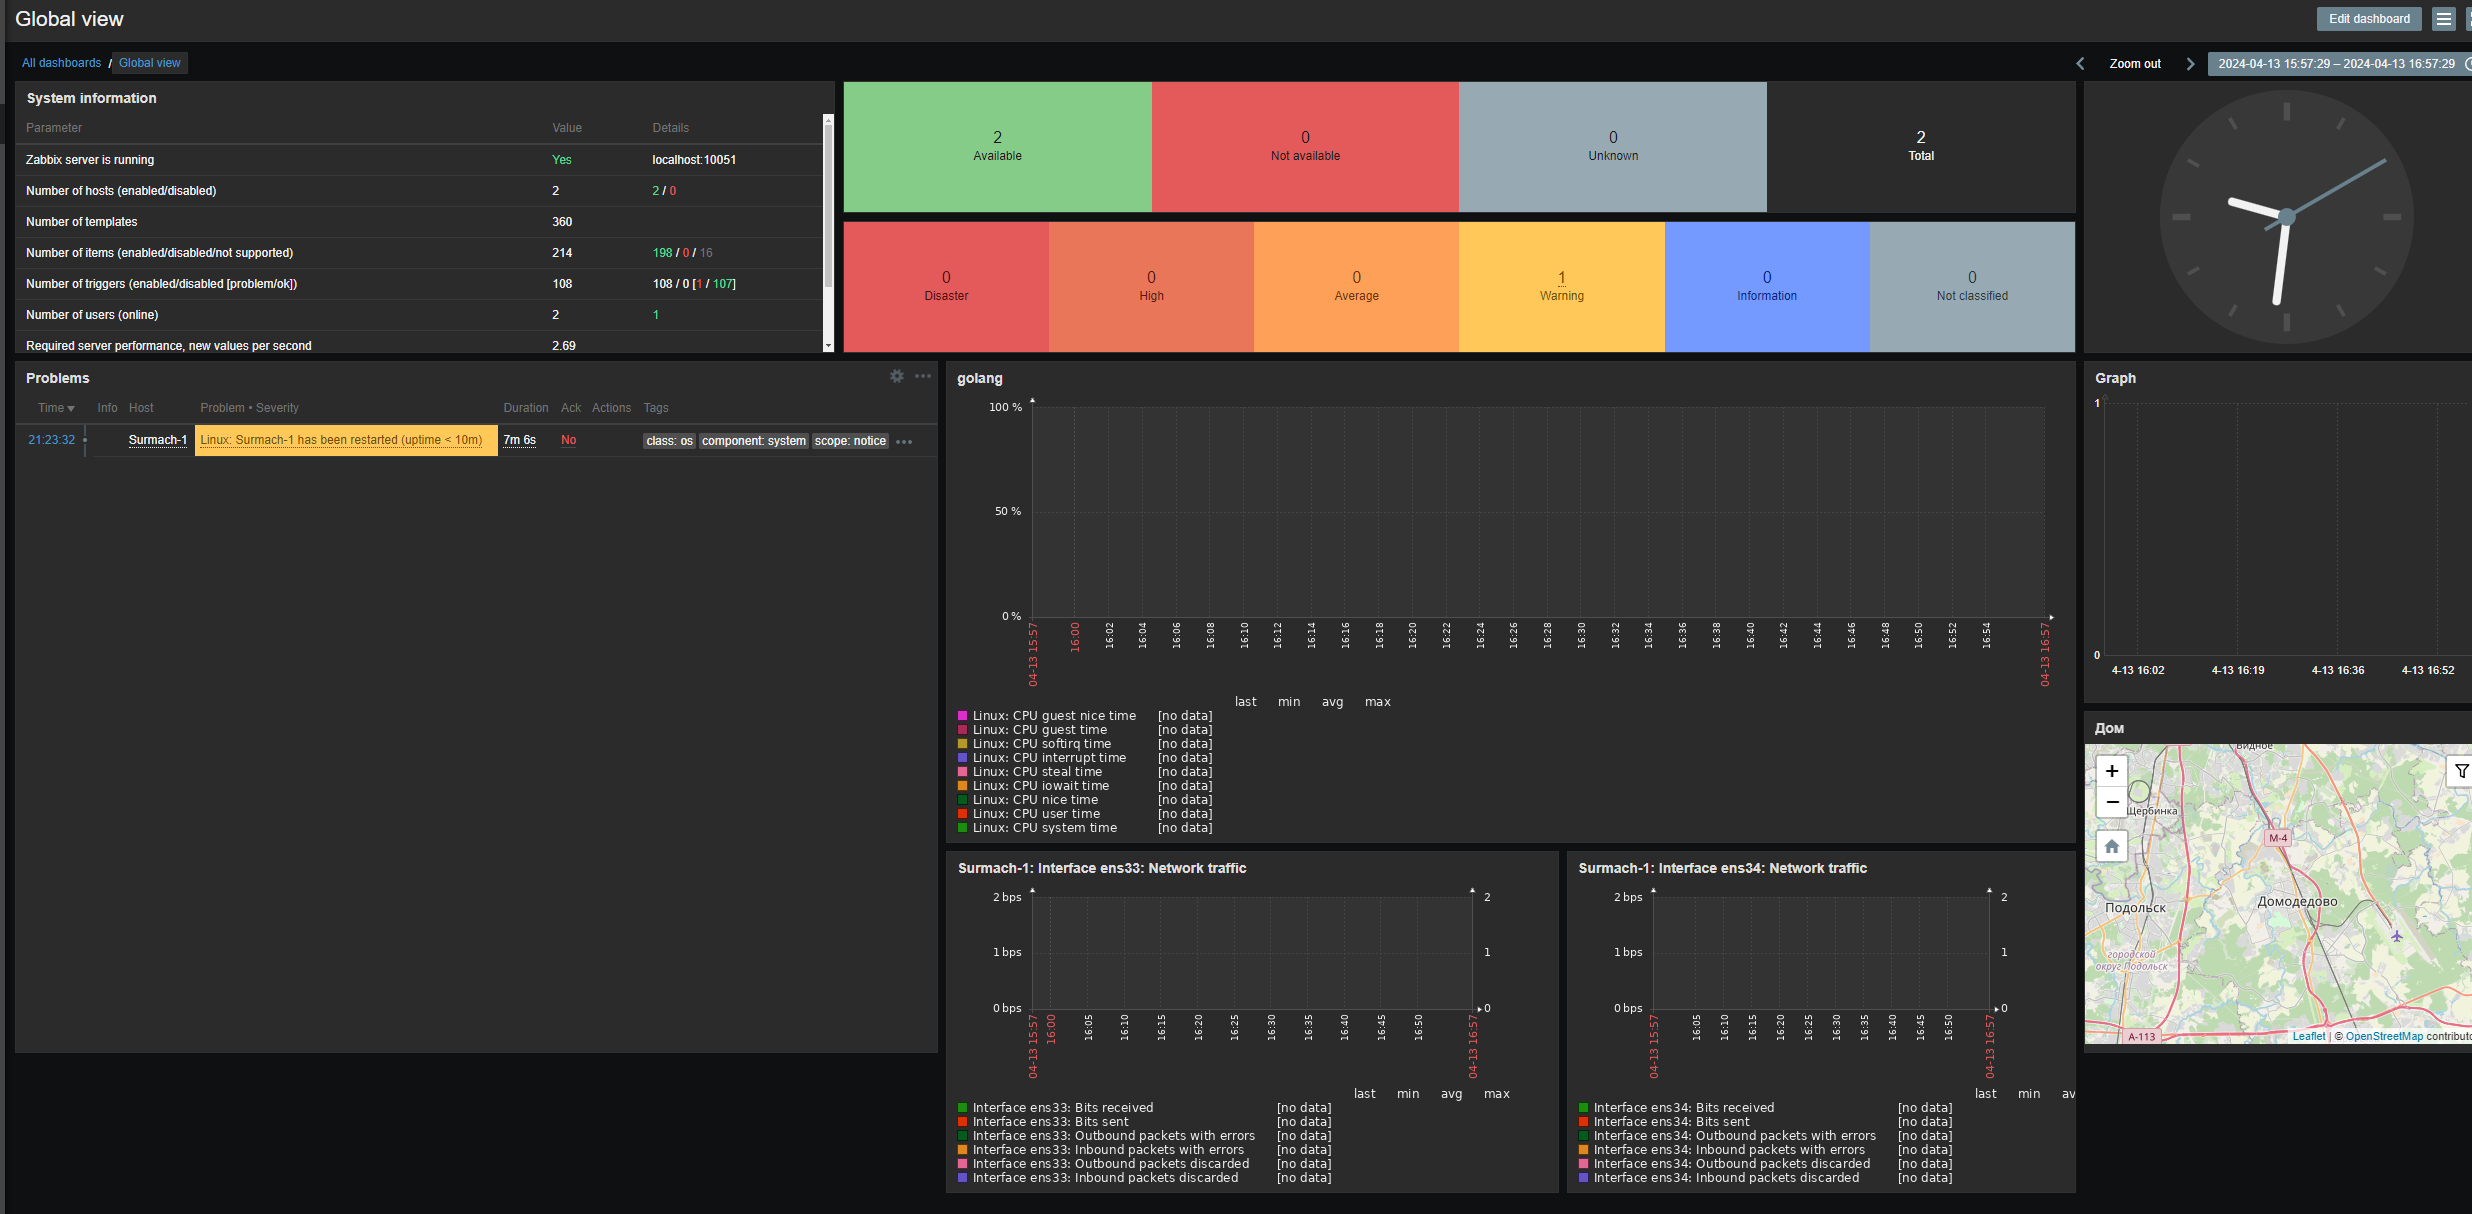 Global view
Edit dashboard
All dashboards / Global view
Zoom out
2024-04-13 15:57:29 – 2024-04-13 16:57:29
System information
Parameter Value Details
Zabbix server is running Yes localhost:10051
Number of hosts (enabled/disabled) 2 2 / 0
Number of templates 360
Number of items (enabled/disabled/not supported) 214 198 / 0 / 16
Number of triggers (enabled/disabled [problem/ok]) 108 108 / 0 [1 / 107]
Number of users (online) 2 1
Required server performance, new values per second 2.69
2 0 0 2
Available Not available Unknown Total
0 0 0 1 0 0
Disaster High Average Warning Information Not classified
Problems
Time Info Host Problem • Severity Duration Ack Actions Tags
21:23:32 Surmach-1 Linux: Surmach-1 has been restarted (uptime < 10m) 7m 6s No class: os component: system scope: notice
golang
100 %
50 %
0 %
04-13 15:57 16:00 16:02 16:04 16:06 16:08 16:10 16:12 16:14 16:16 16:18 16:20 16:22 16:24 16:26 16:28 16:30 16:32 16:34 16:36 16:38 16:40 16:42 16:44 16:46 16:48 16:50 16:52 16:54 04-13 16:57
last min avg max
Linux: CPU guest nice time [no data]
Linux: CPU guest time [no data]
Linux: CPU softirq time [no data]
Linux: CPU interrupt time [no data]
Linux: CPU steal time [no data]
Linux: CPU iowait time [no data]
Linux: CPU nice time [no data]
Linux: CPU user time [no data]
Linux: CPU system time [no data]
Graph
1
0
4-13 16:02 4-13 16:19 4-13 16:36 4-13 16:52
Дом
+
−
Видное
Щербинка
М-4
Подольск
Домодедово
городской
округ Подольск
А-113
Leaflet | © OpenStreetMap contributo
Surmach-1: Interface ens33: Network traffic
2 bps 2
1 bps 1
0 bps 0
04-13 15:57 16:00 16:05 16:10 16:15 16:20 16:25 16:30 16:35 16:40 16:45 16:50 04-13 16:57
last min avg max
Interface ens33: Bits received [no data]
Interface ens33: Bits sent [no data]
Interface ens33: Outbound packets with errors [no data]
Interface ens33: Inbound packets with errors [no data]
Interface ens33: Outbound packets discarded [no data]
Interface ens33: Inbound packets discarded [no data]
Surmach-1: Interface ens34: Network traffic
2 bps 2
1 bps 1
0 bps 0
04-13 15:57 16:05 16:10 16:15 16:20 16:25 16:30 16:35 16:40 16:45 16:50 04-13 16:57
last min av
Interface ens34: Bits received [no data]
Interface ens34: Bits sent [no data]
Interface ens34: Outbound packets with errors [no data]
Interface ens34: Inbound packets with errors [no data]
Interface ens34: Outbound packets discarded [no data]
Interface ens34: Inbound packets discarded [no data]